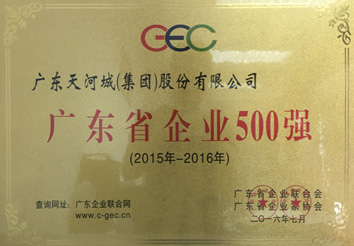 GEC
广东天河城(集团)股份有限公司
广东省企业500强
(2015年-2016年)
查询网址：广东企业联合网
www.c-gec.cn
广东省企业联合会
广东省企业家协会
二〇一六年七月